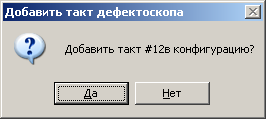 Добавить такт дефектоскопа
Добавить такт #12в конфигурацию?
Да
Нет